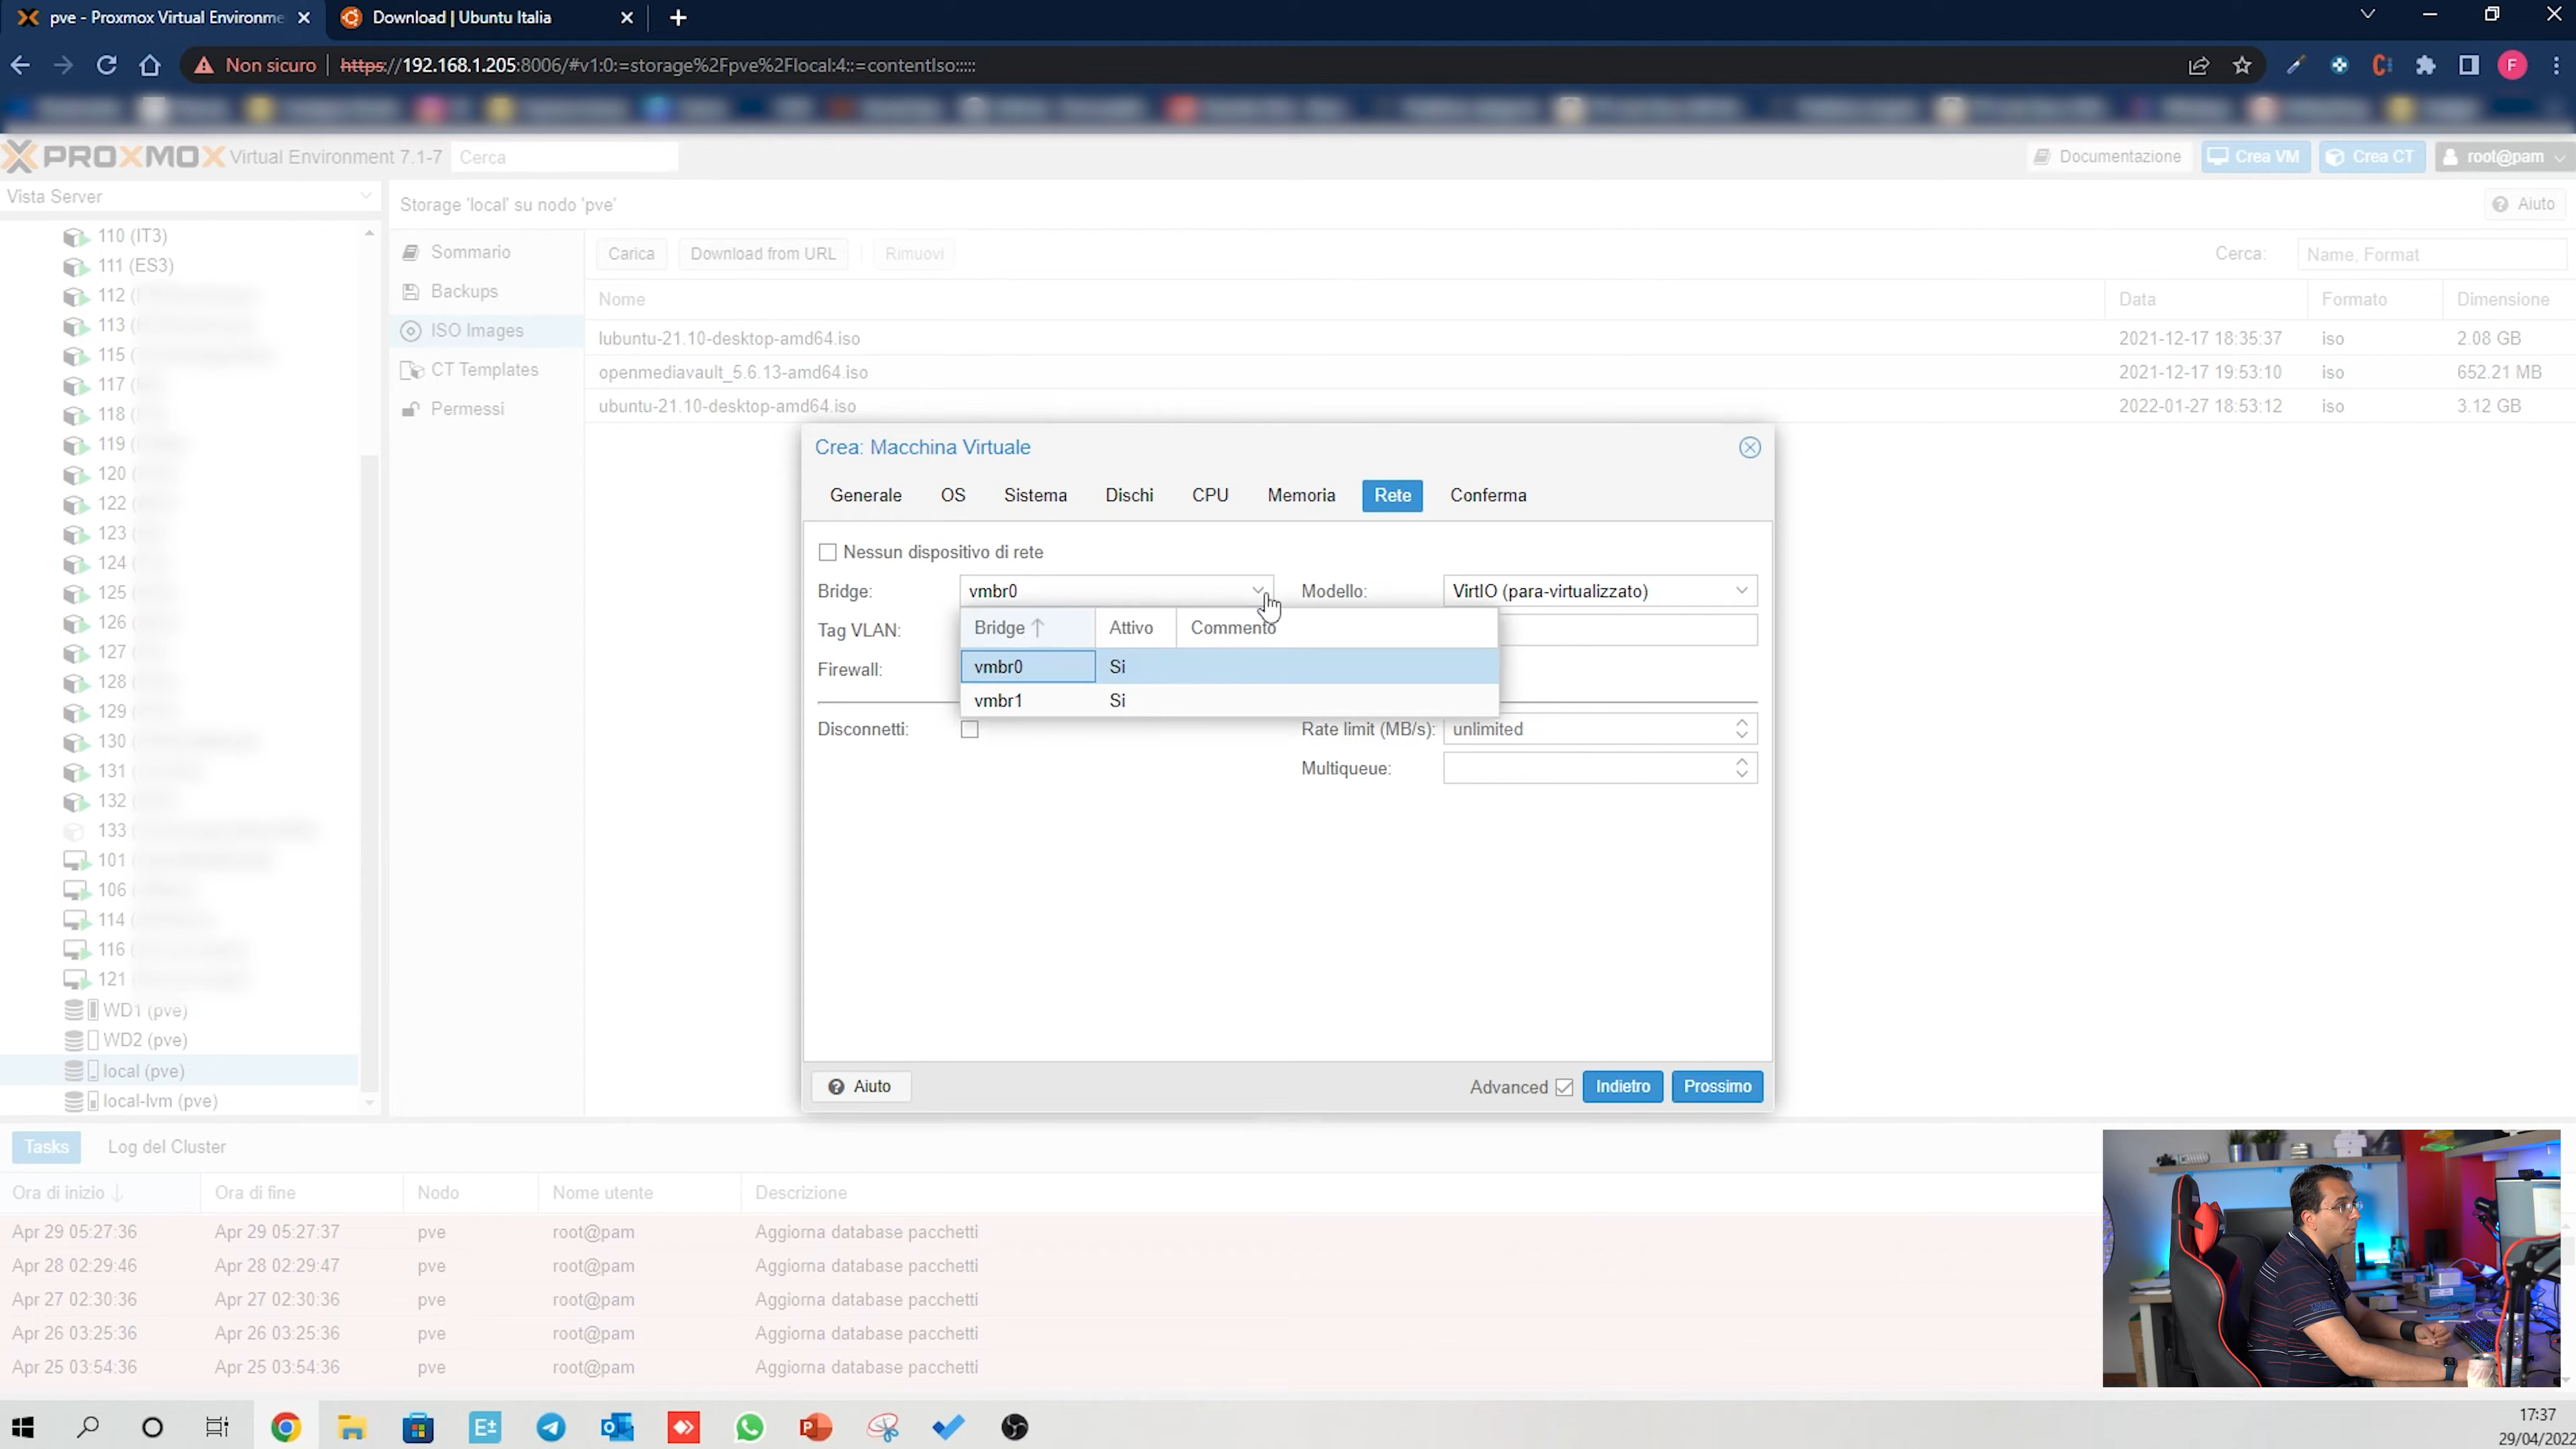 pve - Proxmox Virtual Environme
Download | Ubuntu Italia
Non sicuro
https://192.168.1.205:8006/#v1:0:=storage%2Fpve%2Flocal:4::=contentIso:::::
F
PROXMOX Virtual Environment 7.1-7
Cerca
Documentazione
Crea VM
Crea CT
root@pam
Vista Server
Storage 'local' su nodo 'pve'
Aiuto
110 (IT3)
111 (ES3)
112 (
113 (
115 (
117 (
118 (
119 (
120 (
122 (
123 (
124 (
125 (
126 (
127 (
128 (
129 (
130 (
131 (
132 (
133
101 (
106 (
114 (
116 (
121 (
WD1 (pve)
WD2 (pve)
local (pve)
local-lvm (pve)
Sommario
Backups
ISO Images
CT Templates
Permessi
Carica
Download from URL
Rimuovi
Cerca:
Name, Format
Nome Data Formato Dimensione
lubuntu-21.10-desktop-amd64.iso 2021-12-17 18:35:37 iso 2.08 GB
openmediavault_5.6.13-amd64.iso 2021-12-17 19:53:10 iso 652.21 MB
ubuntu-21.10-desktop-amd64.iso 2022-01-27 18:53:12 iso 3.12 GB
Crea: Macchina Virtuale
Generale OS Sistema Dischi CPU Memoria Rete Conferma
Nessun dispositivo di rete
Bridge: vmbr0 Modello: VirtIO (para-virtualizzato)
Tag VLAN:
Bridge Attivo Commento
vmbr0 Si
Firewall:
vmbr1 Si
Disconnetti: Rate limit (MB/s): unlimited
Multiqueue:
Aiuto
Advanced
Indietro
Prossimo
Tasks
Log del Cluster
Ora di inizio Ora di fine Nodo Nome utente Descrizione
Apr 29 05:27:36 Apr 29 05:27:37 pve root@pam Aggiorna database pacchetti
Apr 28 02:29:46 Apr 28 02:29:47 pve root@pam Aggiorna database pacchetti
Apr 27 02:30:36 Apr 27 02:30:36 pve root@pam Aggiorna database pacchetti
Apr 26 03:25:36 Apr 26 03:25:36 pve root@pam Aggiorna database pacchetti
Apr 25 03:54:36 Apr 25 03:54:36 pve root@pam Aggiorna database pacchetti
17:37
29/04/2022